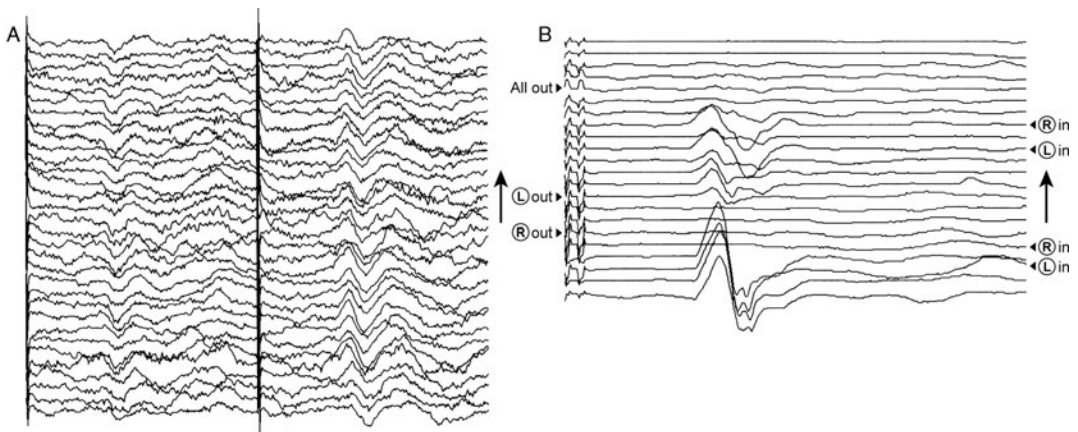 A
B
All out
Ⓡ in
Ⓛ in
Ⓛ out
Ⓡ out
Ⓡ in
Ⓛ in